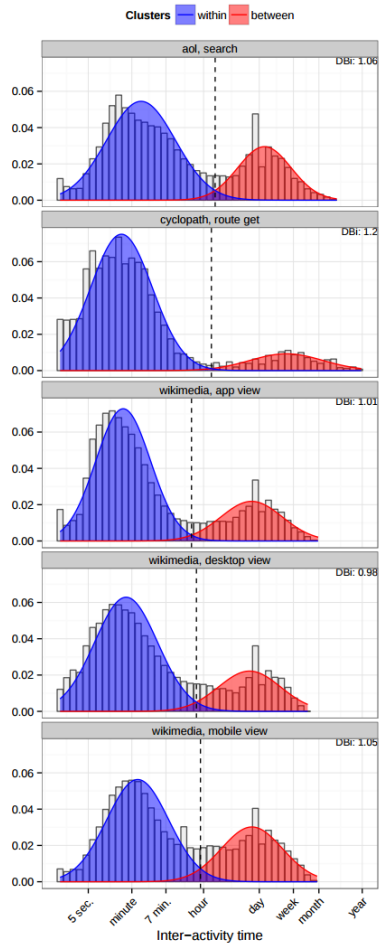 Clusters within between
aol, search
DBi: 1.06
0.06
0.04
0.02
0.00
cyclopath, route get
DBi: 1.2
0.06
0.04
0.02
0.00
wikimedia, app view
DBi: 1.01
0.06
0.04
0.02
0.00
wikimedia, desktop view
DBi: 0.98
0.06
0.04
0.02
0.00
wikimedia, mobile view
DBi: 1.05
0.06
0.04
0.02
0.00
5 sec. minute 7 min. hour day week month year
Inter−activity time